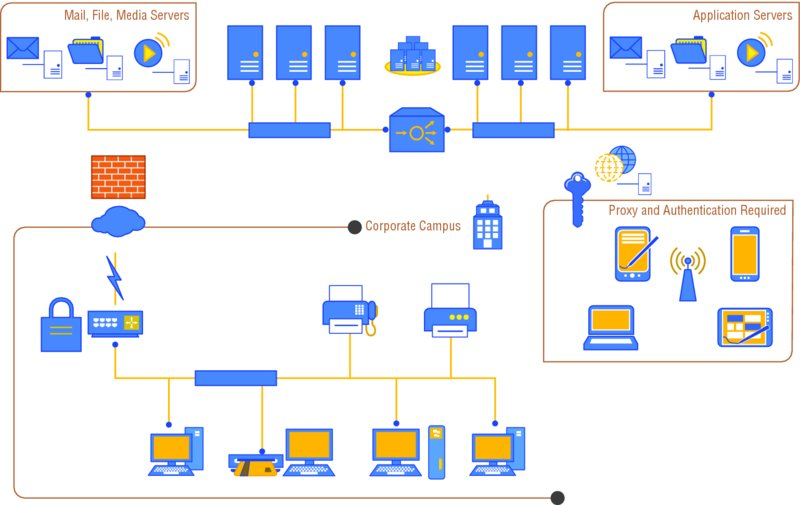 Mail, File, Media Servers
Application Servers
Corporate Campus
Proxy and Authentication Required